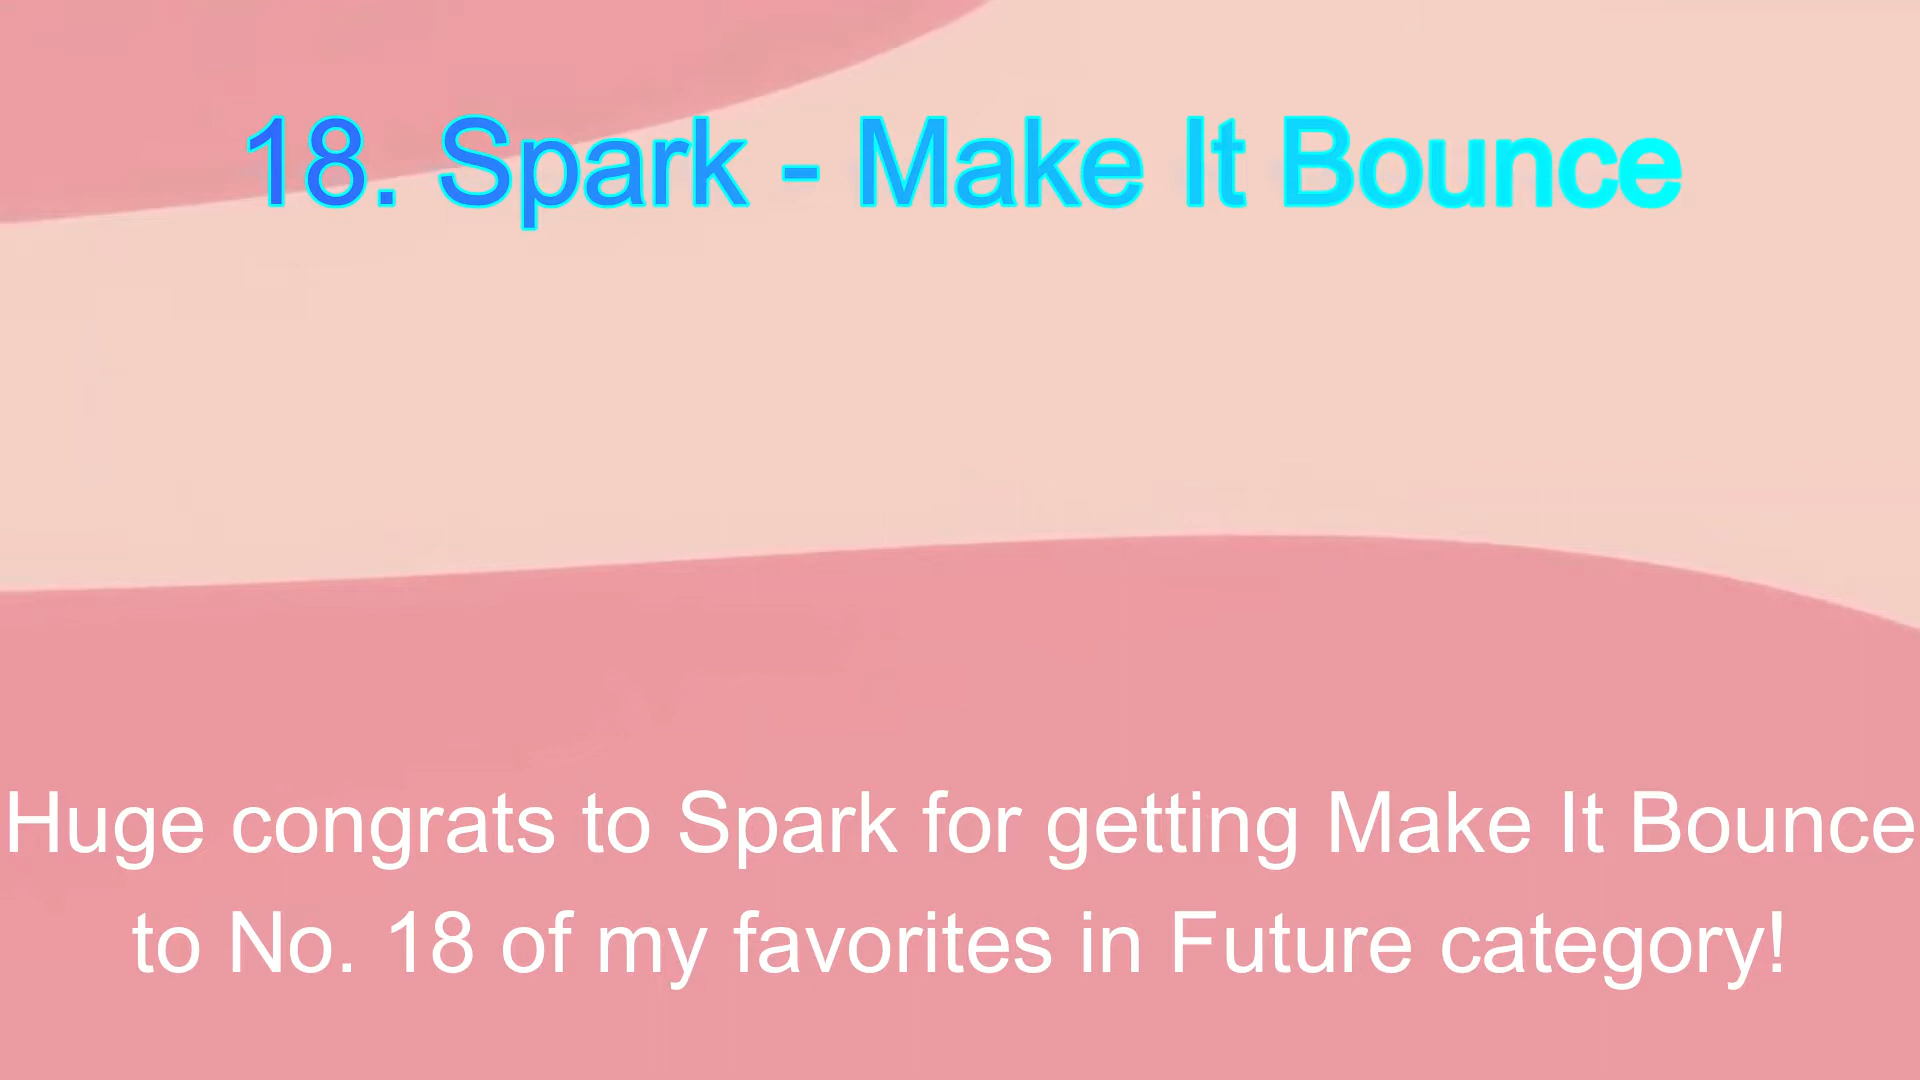 18. Spark - Make It Bounce
Huge congrats to Spark for getting Make It Bounce
to No. 18 of my favorites in Future category!